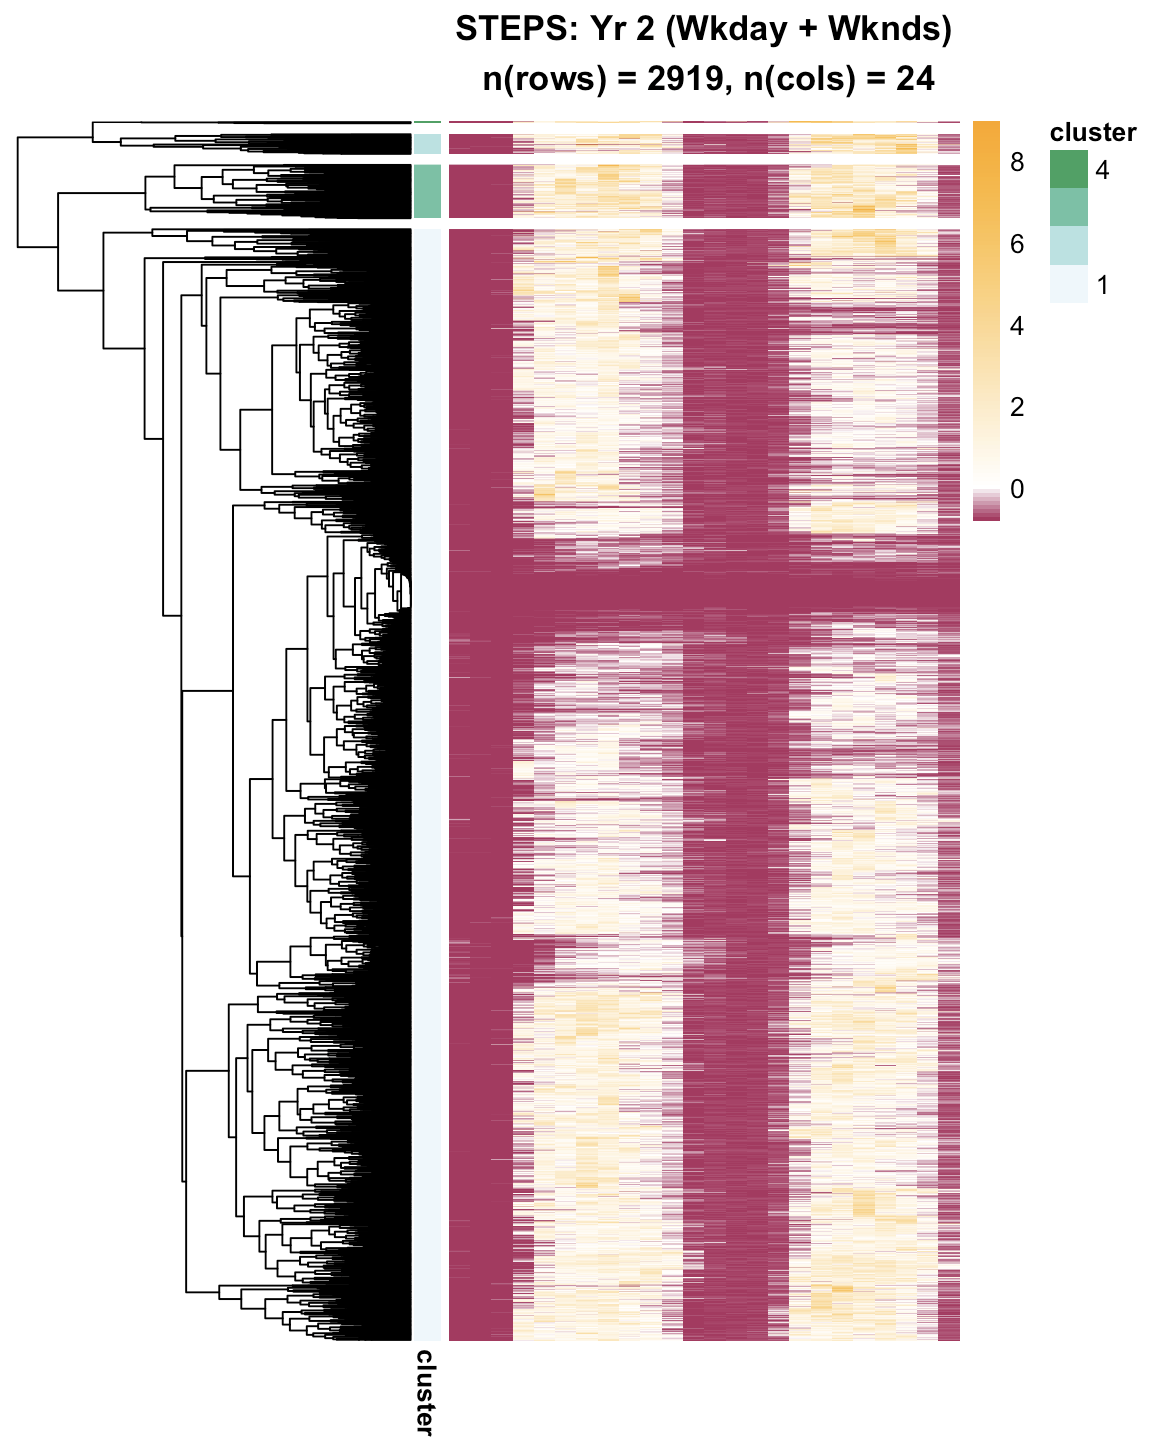 STEPS: Yr 2 (Wkday + Wknds)
n(rows) = 2919, n(cols) = 24
cluster
8
6
4
2
0
4
1
cluster